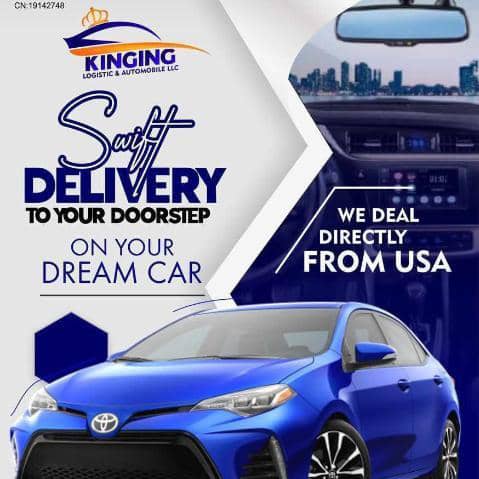 CN:19142748
KINGING
LOGISTIC & AUTOMOBILE LLC
Swift
DELIVERY
TO YOUR DOORSTEP
ON YOUR
DREAM CAR
WE DEAL
DIRECTLY
FROM USA